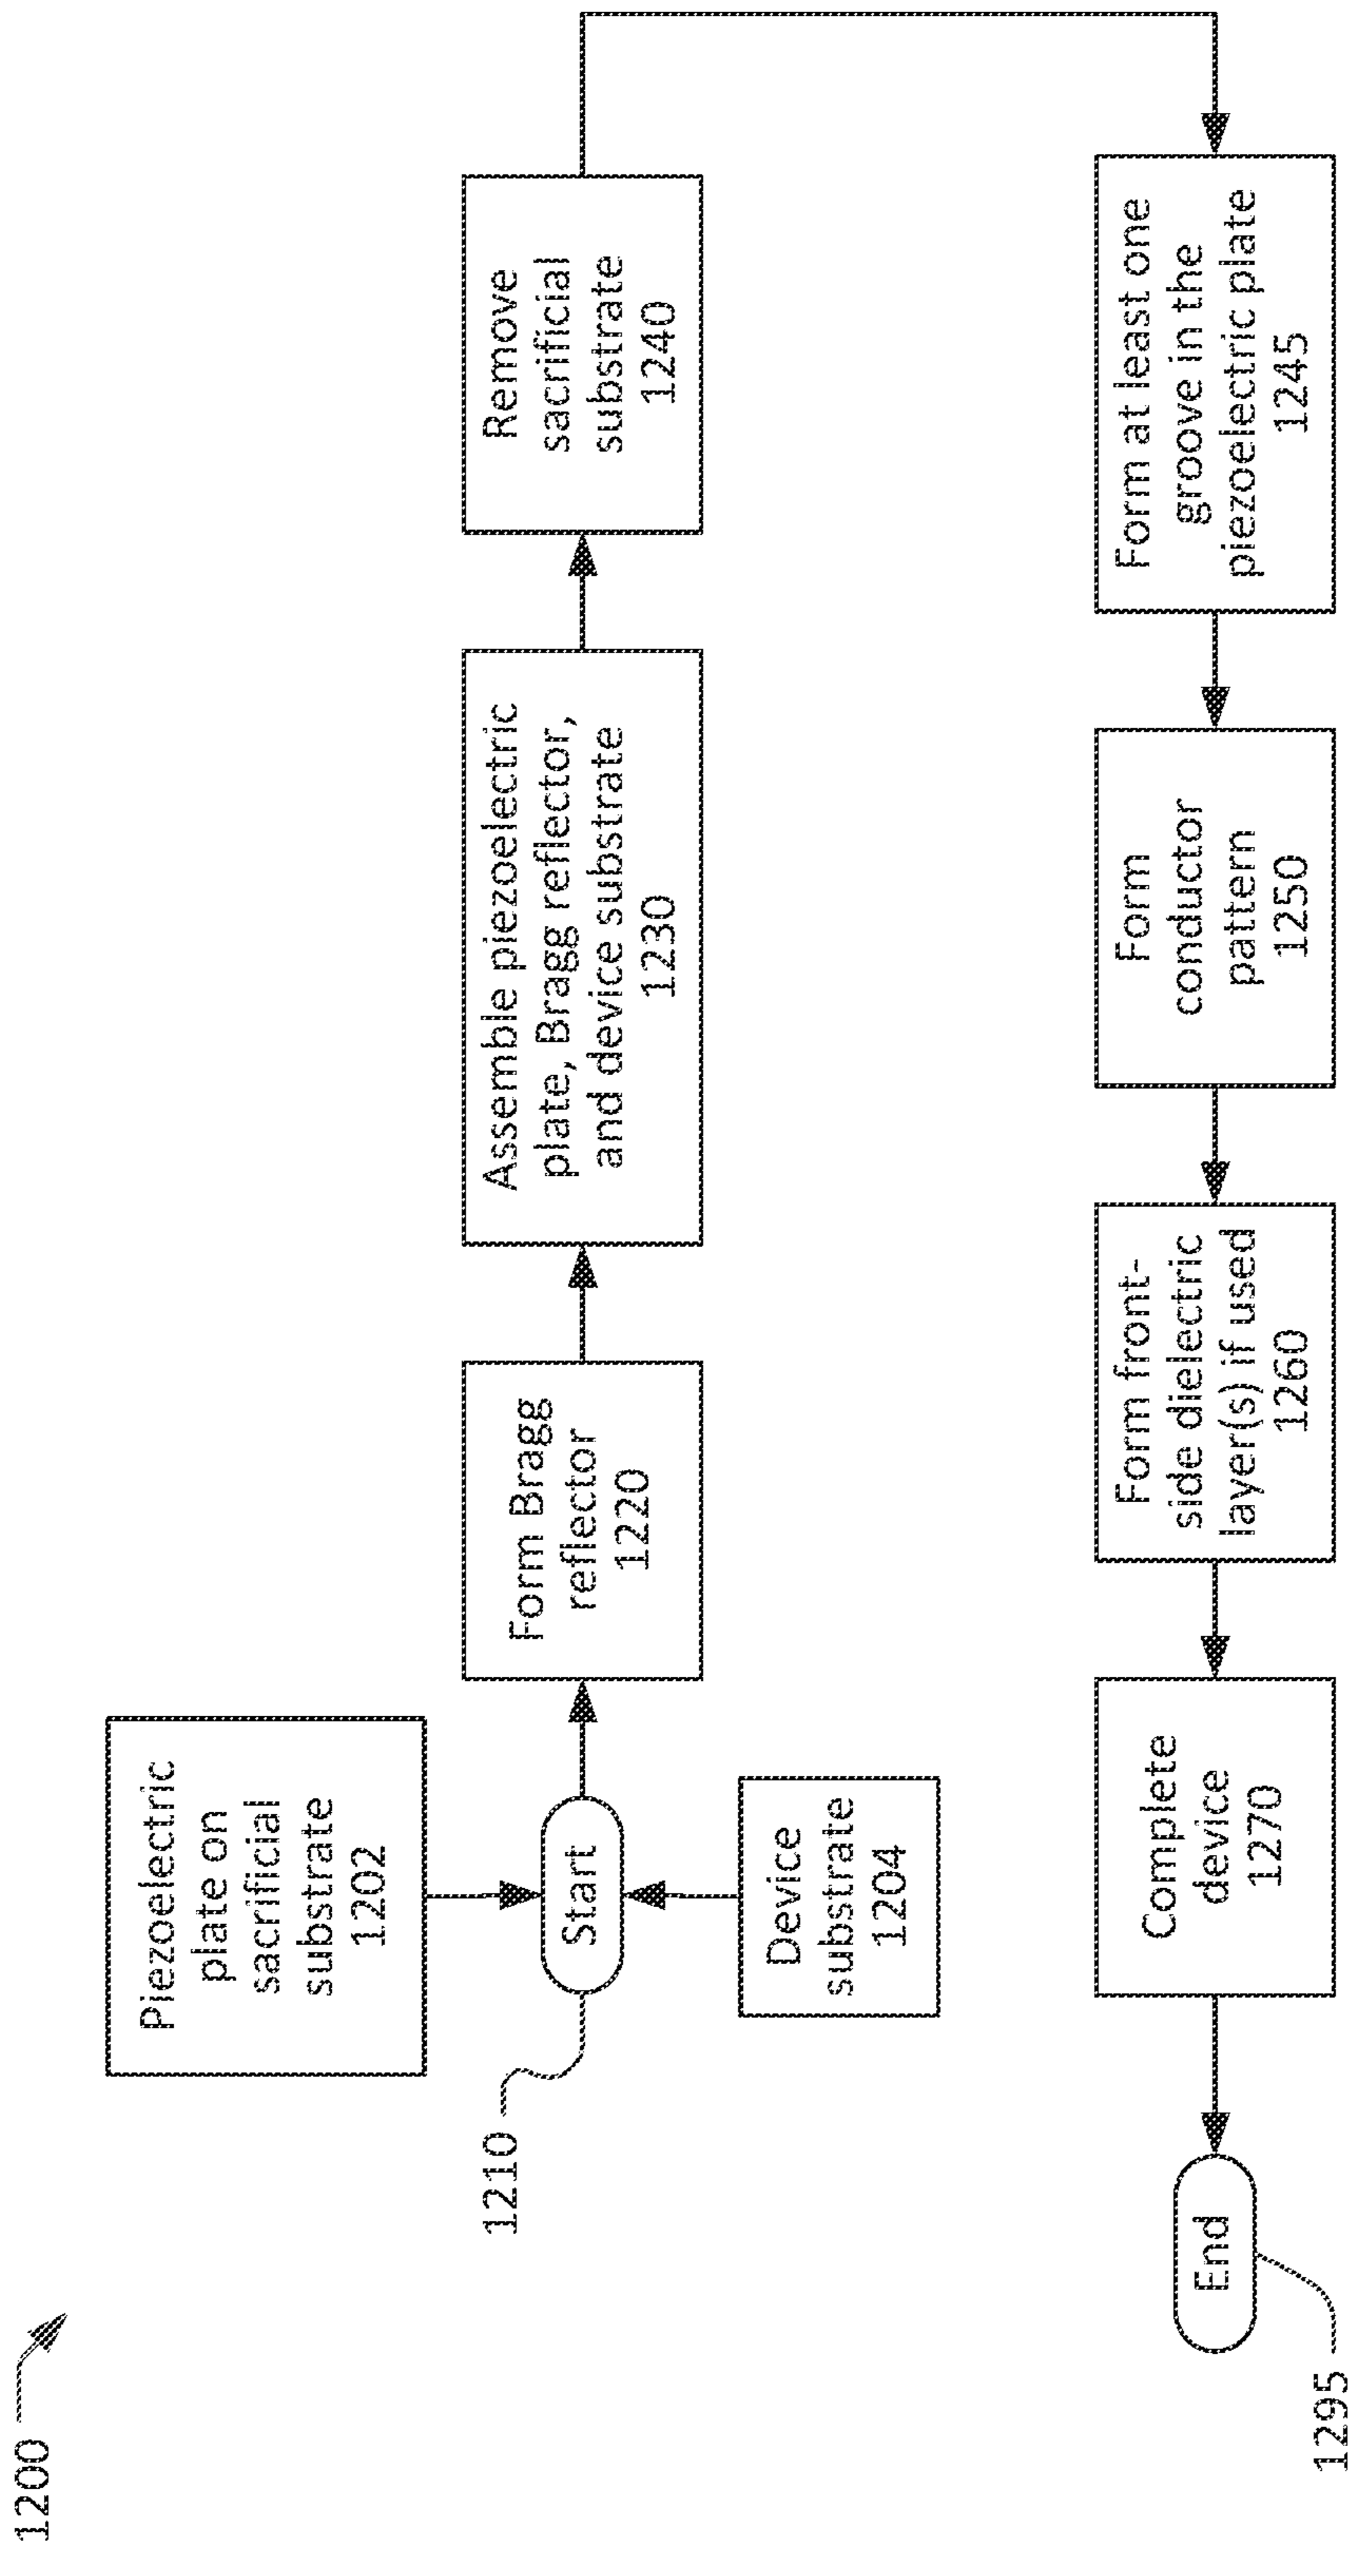 1200
Piezoelectric
plate on
sacrificial
substrate
1202
1210
Start
Device
substrate
1204
Form Bragg
reflector
1220
Assemble piezoelectric
plate, Bragg reflector,
and device substrate
1230
Remove
sacrificial
substrate
1240
Form at least one
groove in the
piezoelectric plate
1245
Form
conductor
pattern
1250
Form front-
side dielectric
layer(s) if used
1260
Complete
device
1270
End
1295